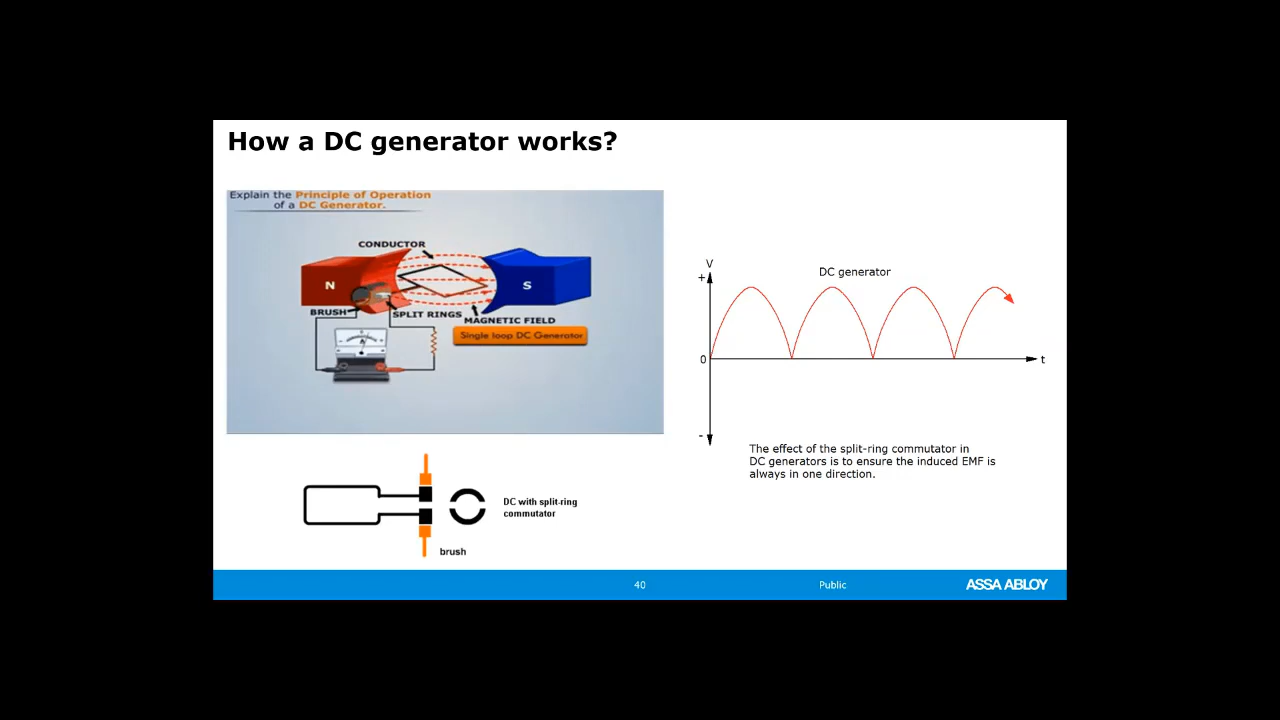 How a DC generator works?
Explain the Principle of Operation
of a DC Generator.
CONDUCTOR
N
S
BRUSH
SPLIT RINGS
MAGNETIC FIELD
Single loop DC Generator
V
+
DC generator
0
t
-
The effect of the split-ring commutator in
DC generators is to ensure the induced EMF is
always in one direction.
DC with split-ring
commutator
brush
40
Public
ASSA ABLOY